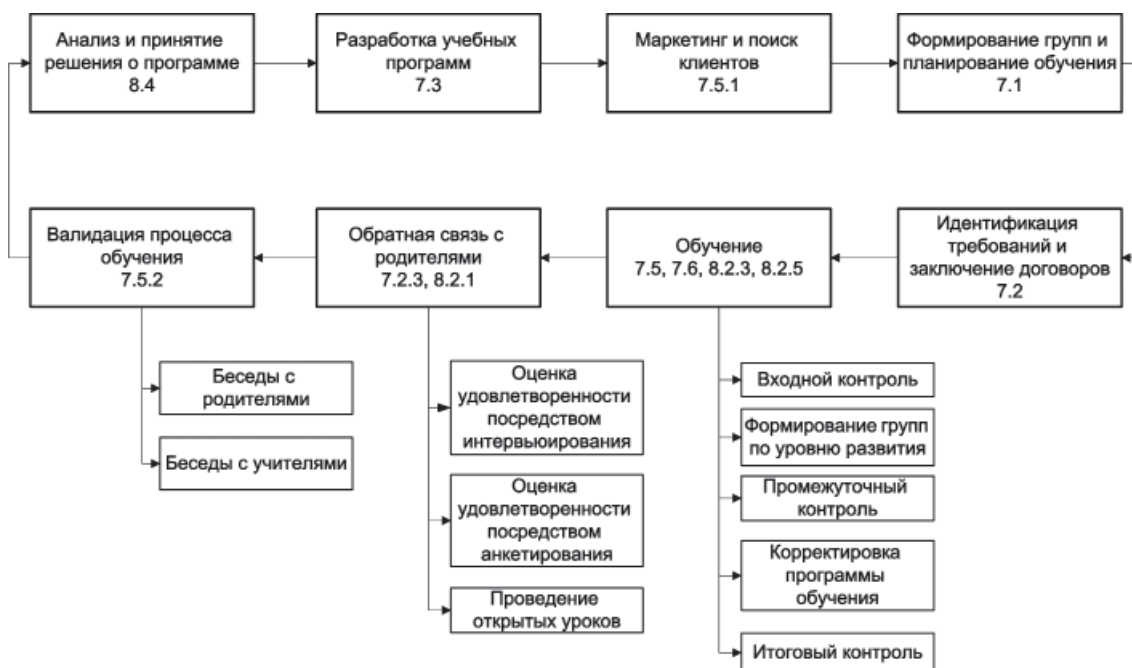 Анализ и принятие
решения о программе
8.4
Разработка учебных
программ
7.3
Маркетинг и поиск
клиентов
7.5.1
Формирование групп и
планирование обучения
7.1
Валидация процесса
обучения
7.5.2
Обратная связь с
родителями
7.2.3, 8.2.1
Обучение
7.5, 7.6, 8.2.3, 8.2.5
Идентификация
требований и
заключение договоров
7.2
Беседы с
родителями
Беседы с учителями
Оценка
удовлетворенности
посредством
интервьюирования
Оценка
удовлетворенности
посредством
анкетирования
Проведение
открытых уроков
Входной контроль
Формирование групп
по уровню развития
Промежуточный
контроль
Корректировка
программы
обучения
Итоговый контроль